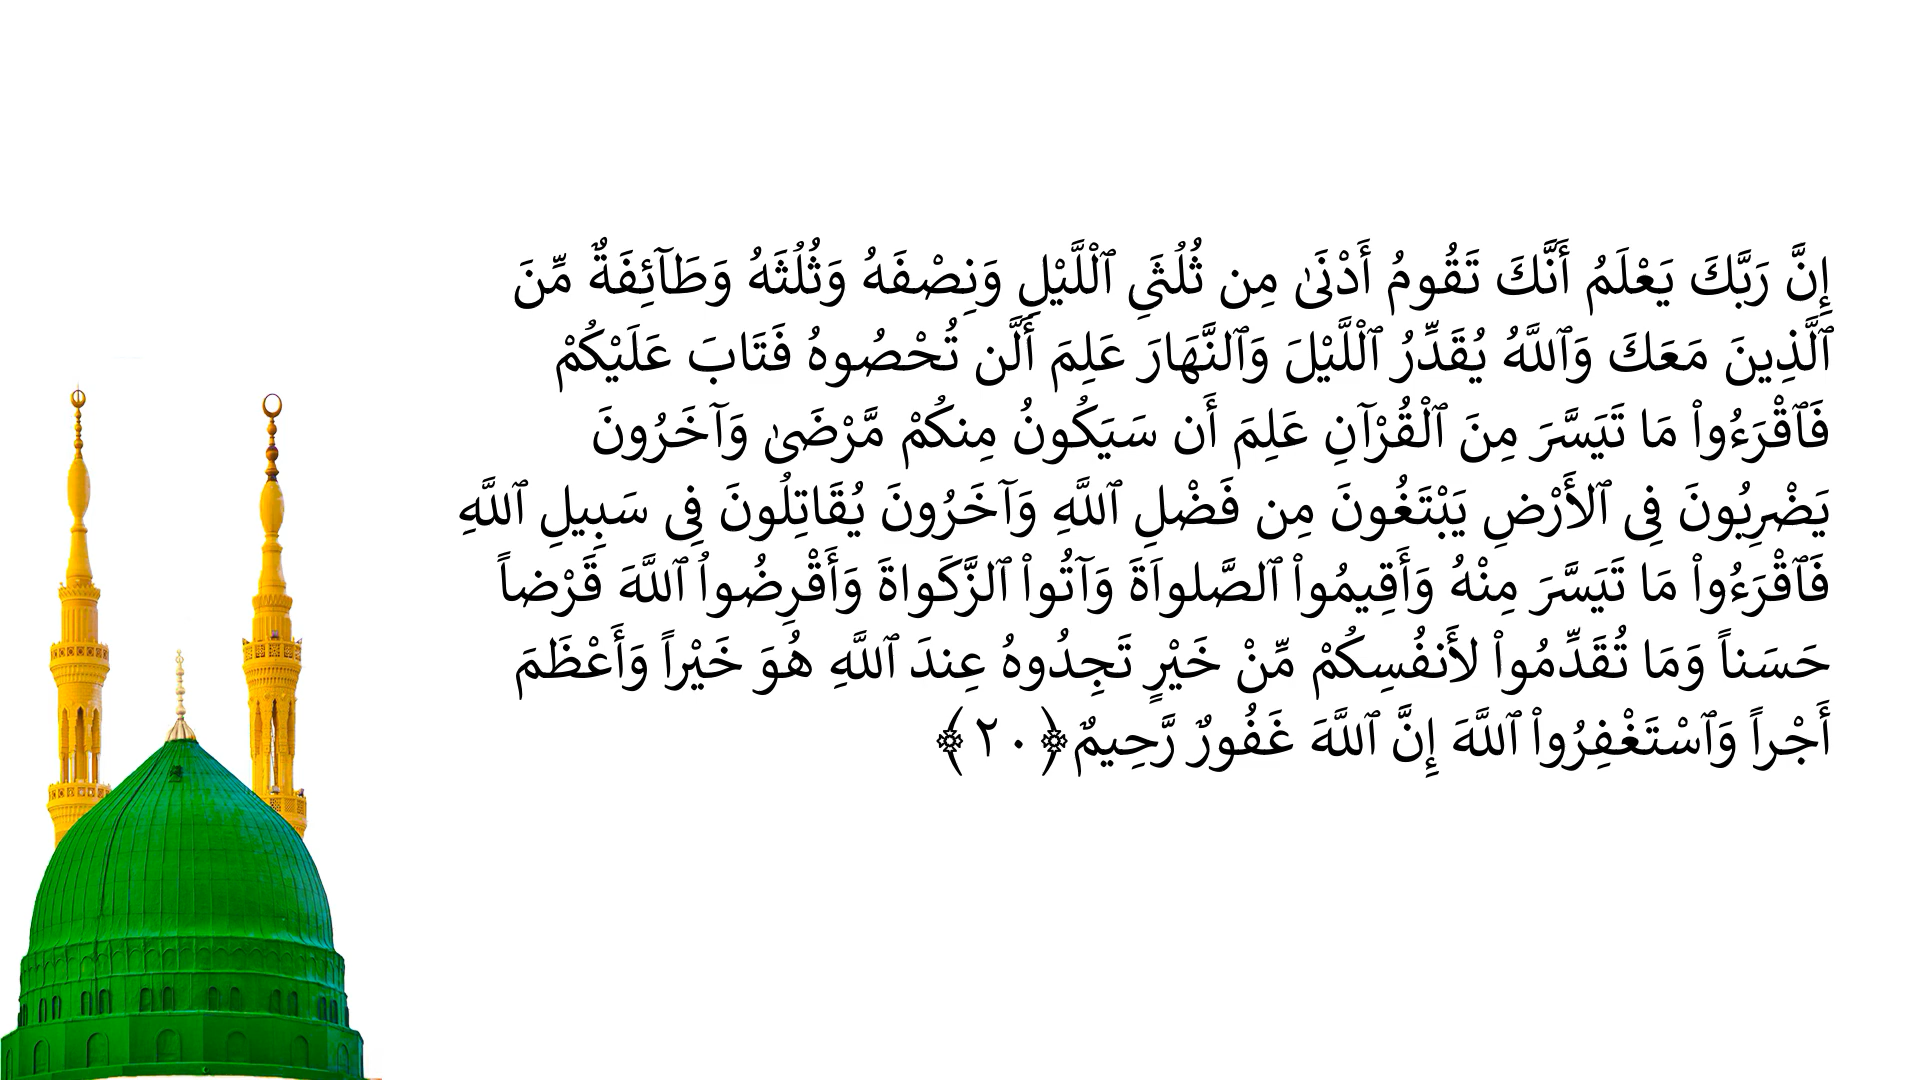 إِنَّ رَبَّكَ يَعْلَمُ أَنَّكَ تَقُومُ أَدْنَىٰ مِن ثُلُثَيِ ٱلْلَّيْلِ وَنِصْفَهُ وَثُلُثَهُ وَطَآئِفَةٌ مِّنَ
ٱلَّذِينَ مَعَكَ وَٱللَّهُ يُقَدِّرُ ٱلْلَّيْلَ وَٱلنَّهَارَ عَلِمَ أَلَّن تُحْصُوهُ فَتَابَ عَلَيْكُمْ
فَٱقْرَءُواْ مَا تَيَسَّرَ مِنَ ٱلْقُرْآنِ عَلِمَ أَن سَيَكُونُ مِنكُمْ مَّرْضَىٰ وَآخَرُونَ
يَضْرِبُونَ فِى ٱلأَرْضِ يَبْتَغُونَ مِن فَضْلِ ٱللَّهِ وَآخَرُونَ يُقَاتِلُونَ فِى سَبِيلِ ٱللَّهِ
فَٱقْرَءُواْ مَا تَيَسَّرَ مِنْهُ وَأَقِيمُواْ ٱلصَّلواَةَ وَآتُواْ ٱلزَّكَواةَ وَأَقْرِضُواُ ٱللَّهَ قَرْضاً
حَسَناً وَمَا تُقَدِّمُواْ لأَنفُسِكُمْ مِّنْ خَيْرٍ تَجِدُوهُ عِندَ ٱللَّهِ هُوَ خَيْراً وَأَعْظَمَ
أَجْراً وَٱسْتَغْفِرُواْ ٱللَّهَ إِنَّ ٱللَّهَ غَفُورٌ رَّحِيمٌ ﴿٢٠﴾